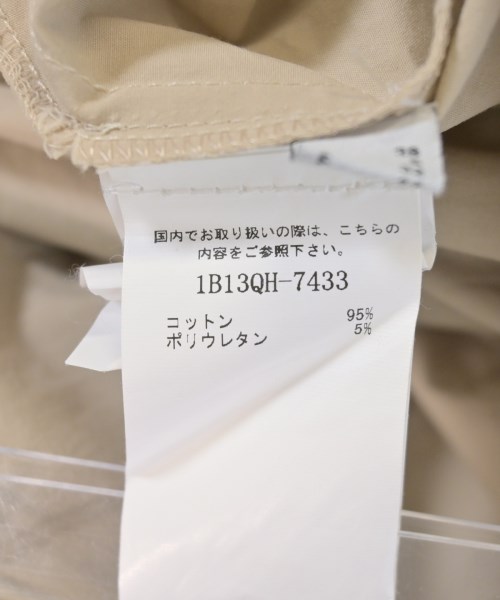 国内でお取り扱いの際は、こちらの
内容をご参照下さい。
1B13QH-7433
コットン 95%
ポリウレタン 5%